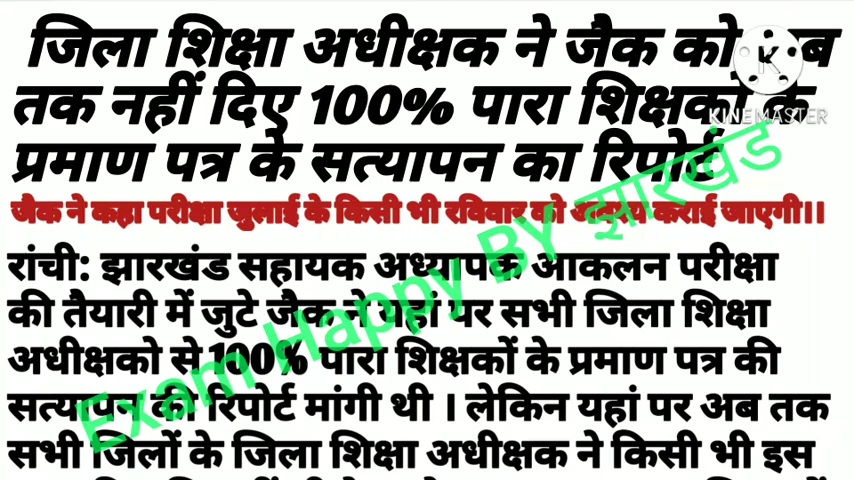 जिला शिक्षा अधीक्षक ने जैक को अब
तक नहीं दिए 100% पारा शिक्षकों के
प्रमाण पत्र के सत्यापन का रिपोर्ट
जैक ने कहा परीक्षा जुलाई के किसी भी रविवार को कराई जाएगी।।
रांची: झारखंड सहायक अध्यापक आकलन परीक्षा
की तैयारी में जुटे जैक ने यहां पर सभी जिला शिक्षा
अधीक्षको से 100% पारा शिक्षकों के प्रमाण पत्र की
सत्यापन की रिपोर्ट मांगी थी । लेकिन यहां पर अब तक
सभी जिलों के जिला शिक्षा अधीक्षक ने किसी भी इस
KINEMASTER
Exam Happy BY झारखंड